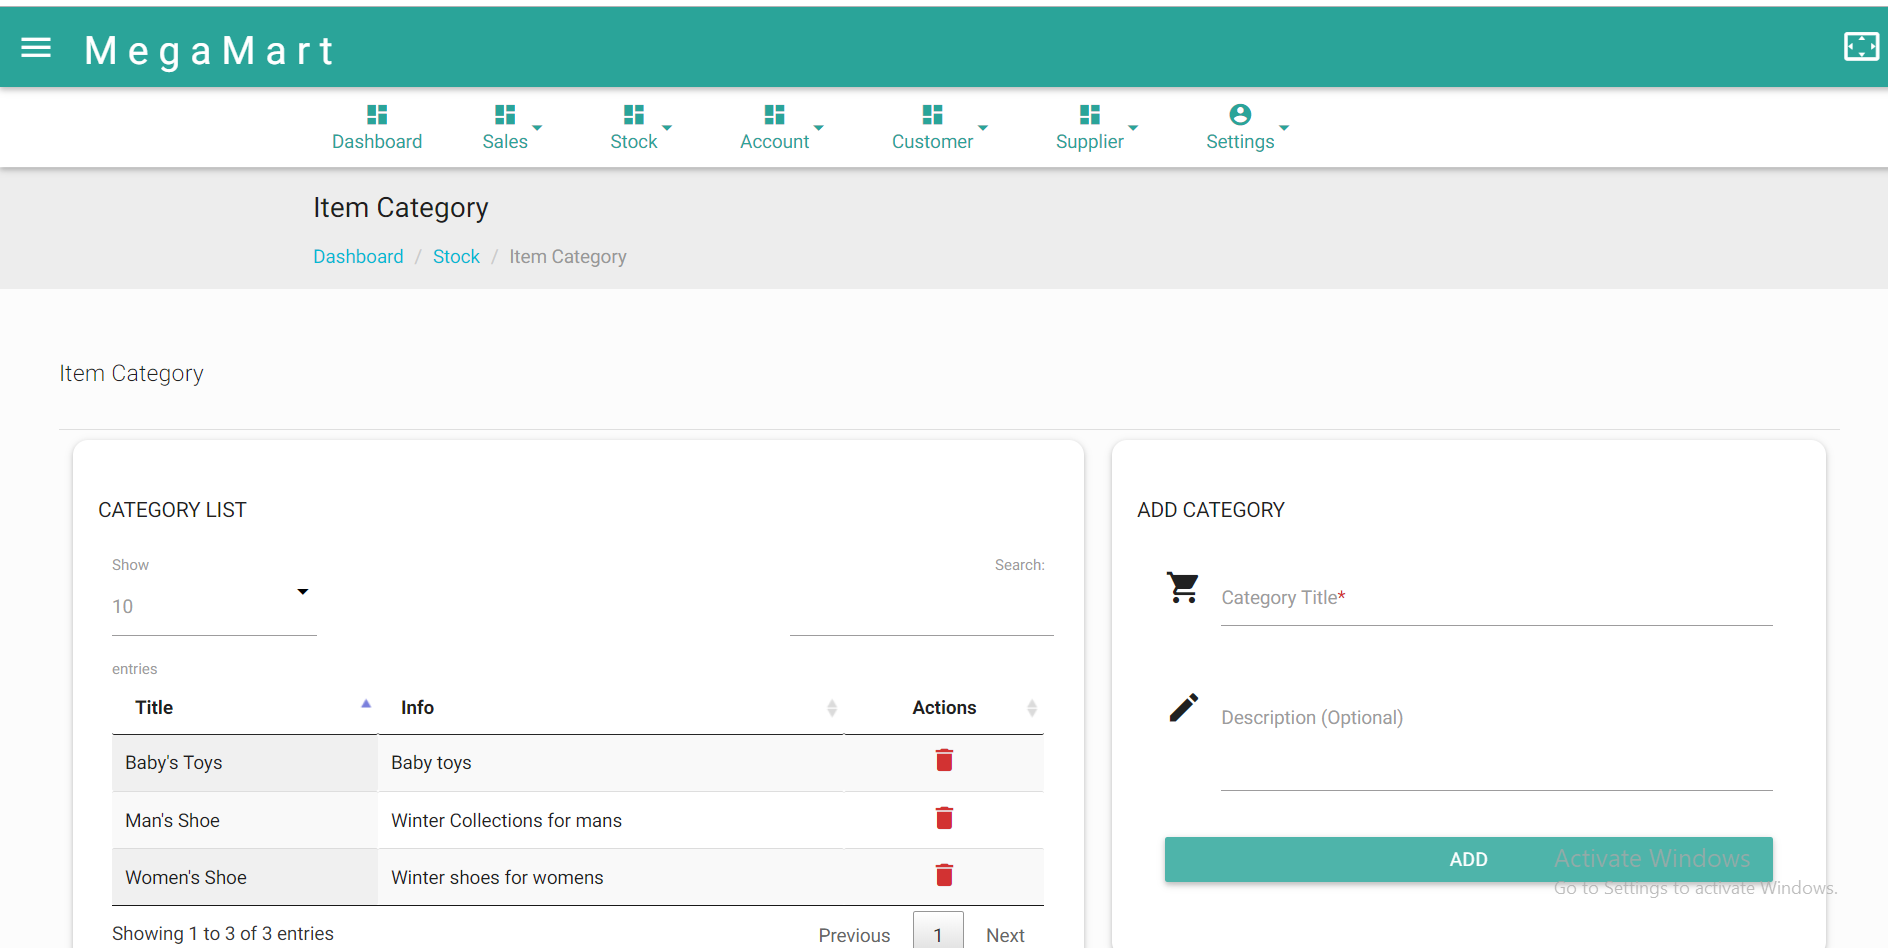 MegaMart
Dashboard Sales Stock Account Customer Supplier Settings
Item Category
Dashboard / Stock / Item Category
Item Category
CATEGORY LIST
Show
10
entries
Search:
Title Info Actions
Baby's Toys Baby toys
Man's Shoe Winter Collections for mans
Women's Shoe Winter shoes for womens
Showing 1 to 3 of 3 entries
Previous 1 Next
ADD CATEGORY
Category Title*
Description (Optional)
ADD
Activate Windows
Go to Settings to activate Windows.